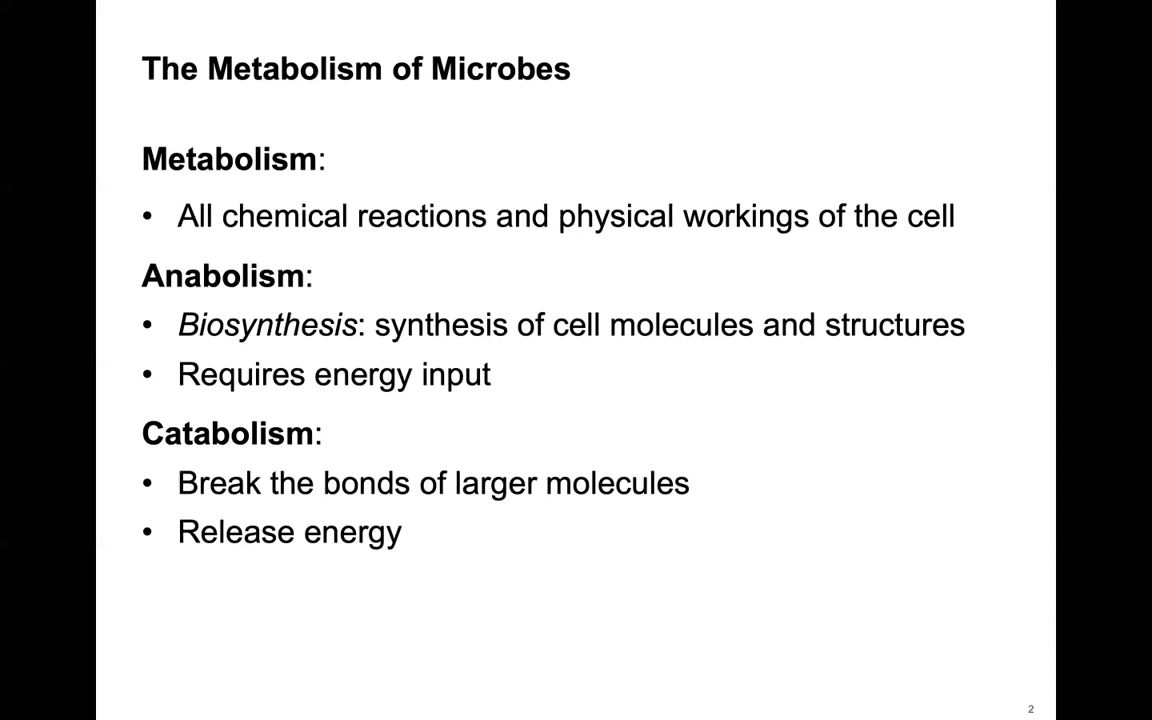 The Metabolism of Microbes
Metabolism:
• All chemical reactions and physical workings of the cell
Anabolism:
• Biosynthesis: synthesis of cell molecules and structures
• Requires energy input
Catabolism:
• Break the bonds of larger molecules
• Release energy
2